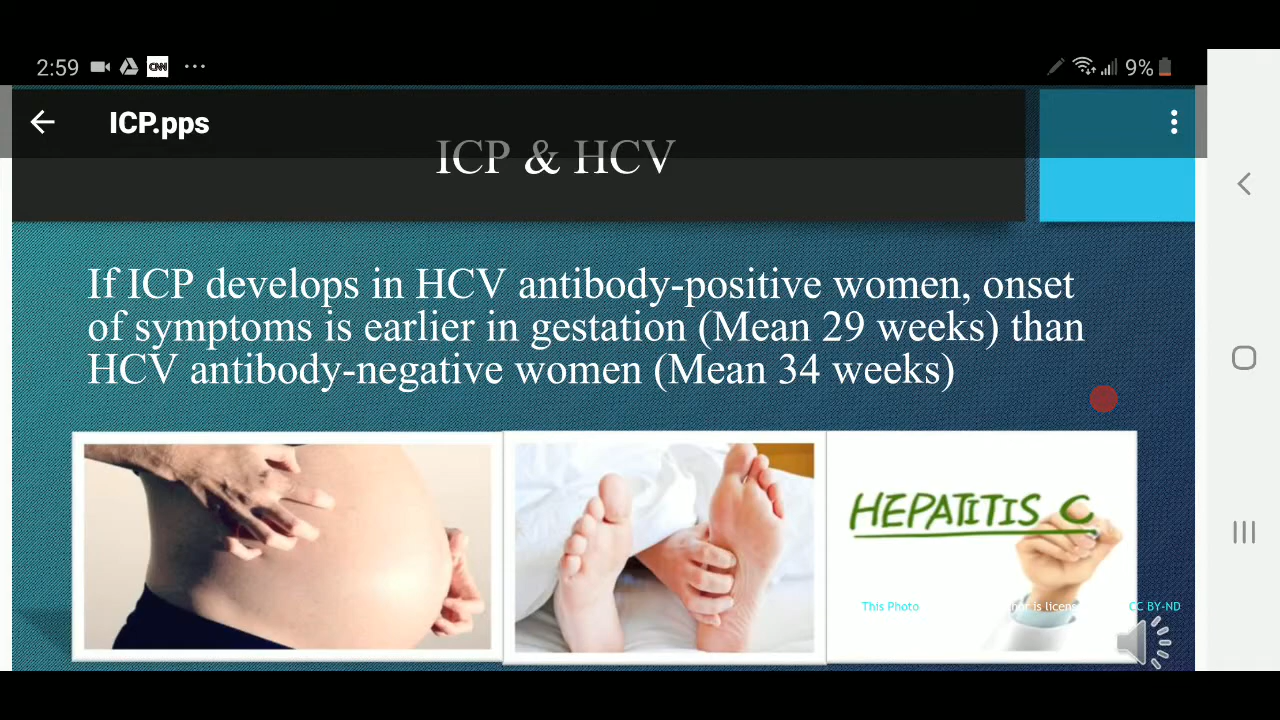 2:59 CNN 9%
ICP.pps
ICP & HCV
If ICP develops in HCV antibody-positive women, onset
of symptoms is earlier in gestation (Mean 29 weeks) than
HCV antibody-negative women (Mean 34 weeks)
HEPATITIS C
This Photo CC BY-ND